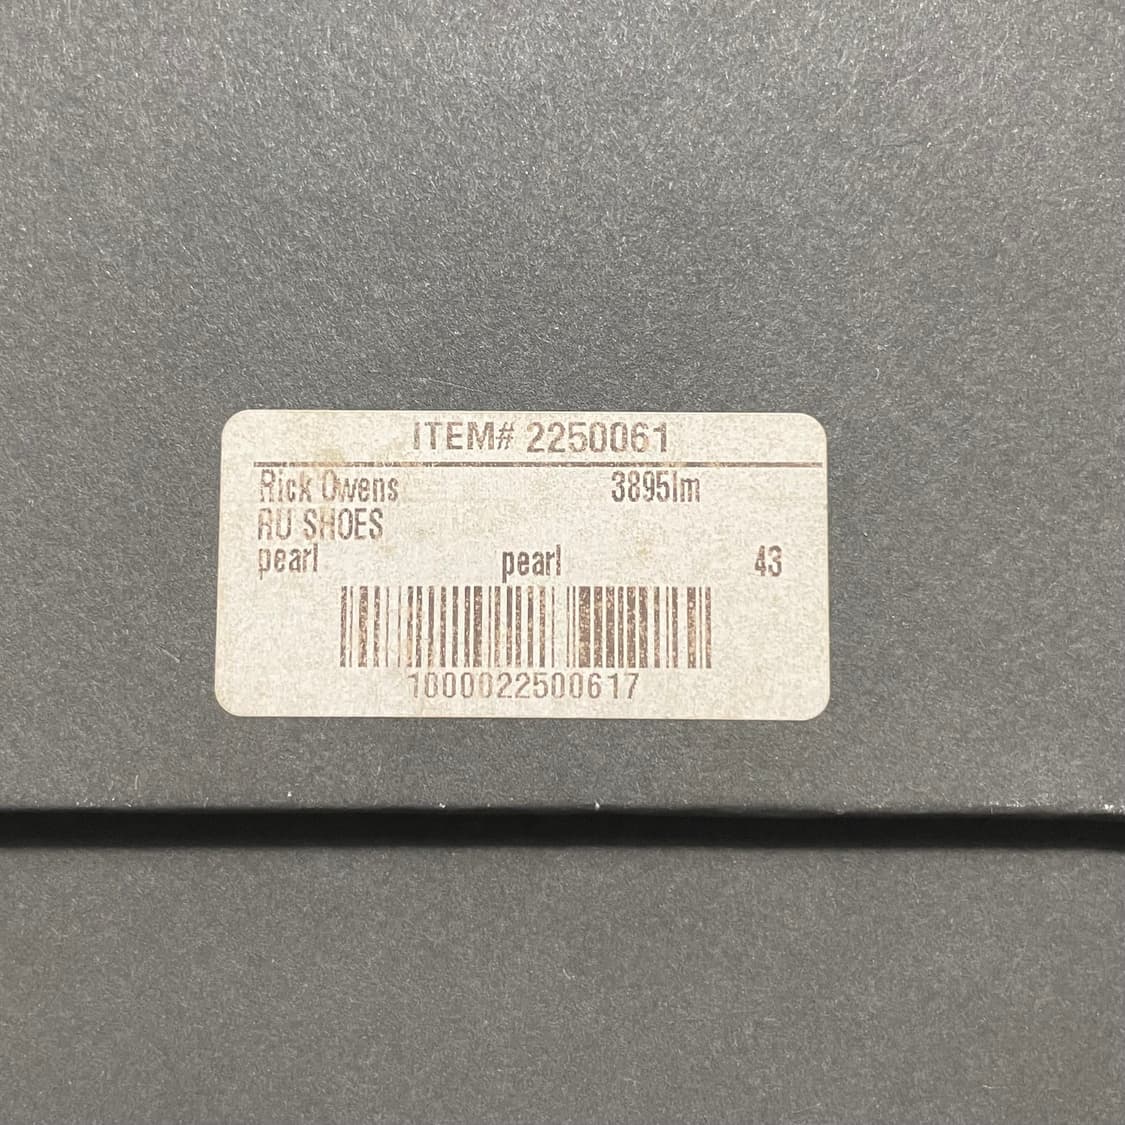 ITEM# 2250061
Rick Owens 3895lm
RU SHOES
pearl pearl 43
1000022500617